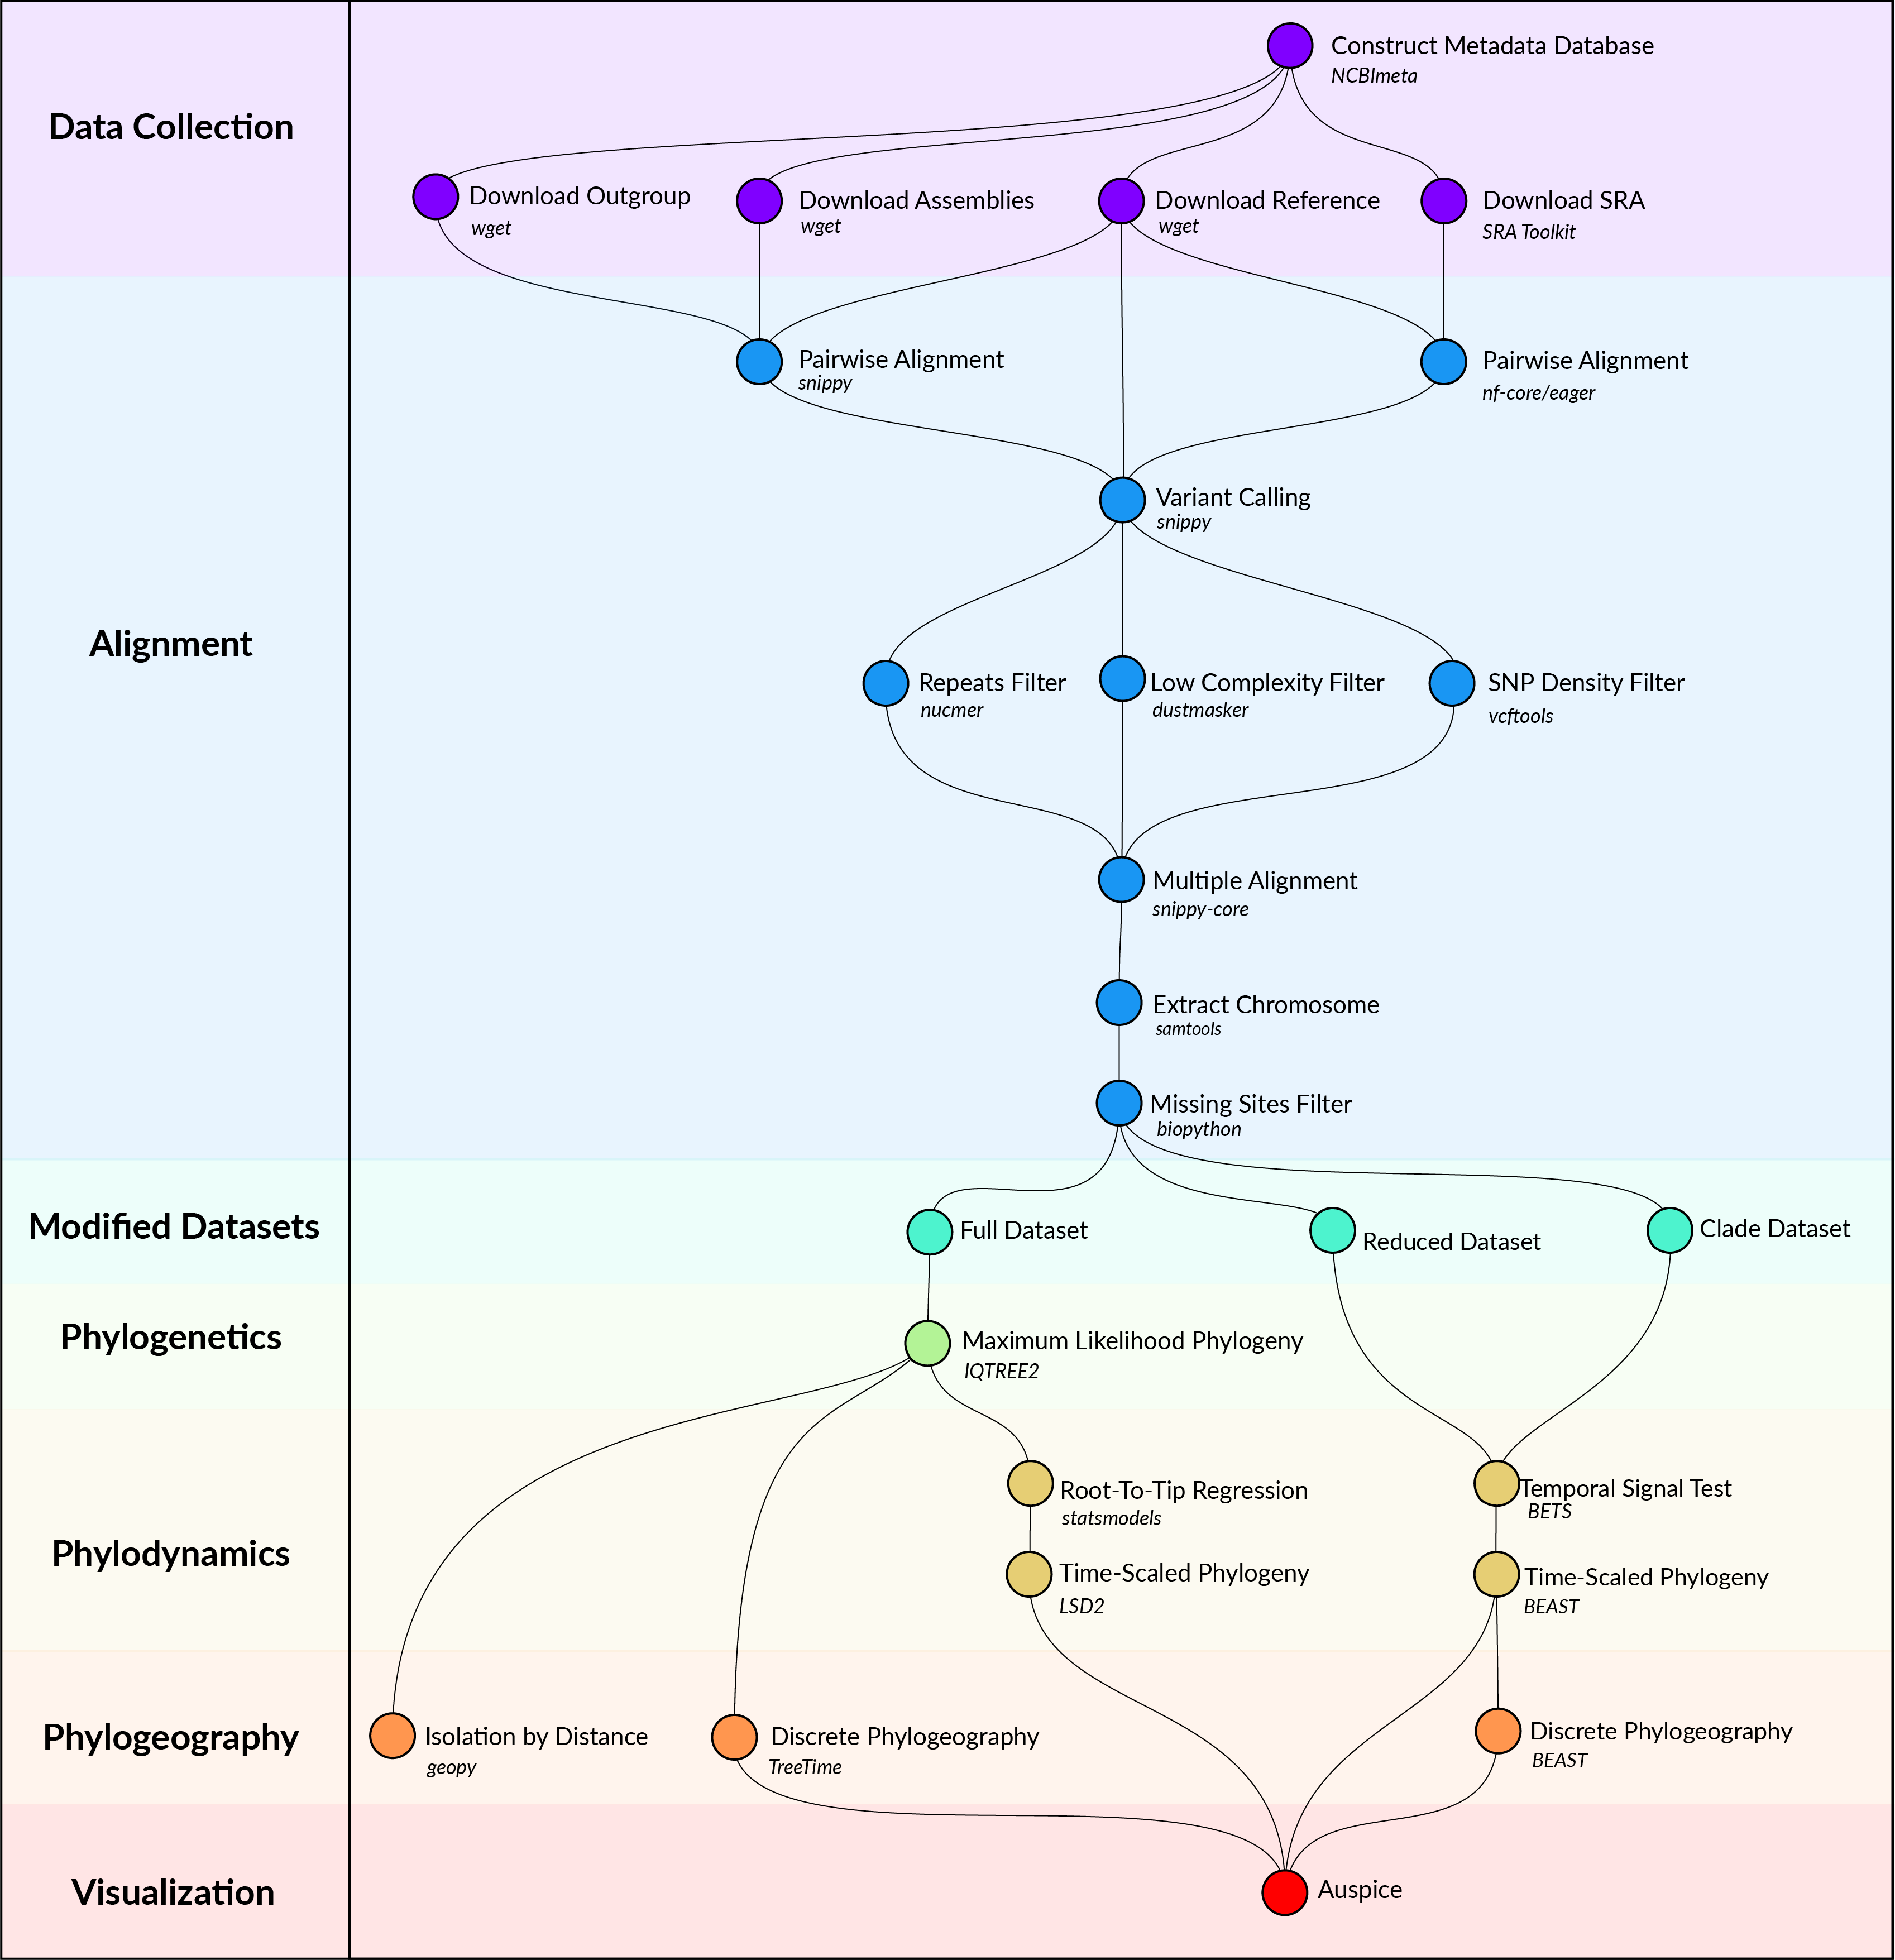 Data Collection
Construct Metadata Database
NCBImeta
Download Outgroup
wget
Download Assemblies
wget
Download Reference
wget
Download SRA
SRA Toolkit
Alignment
Pairwise Alignment
snippy
Pairwise Alignment
nf-core/eager
Variant Calling
snippy
Repeats Filter
nucmer
Low Complexity Filter
dustmasker
SNP Density Filter
vcftools
Multiple Alignment
snippy-core
Extract Chromosome
samtools
Missing Sites Filter
biopython
Modified Datasets
Full Dataset
Reduced Dataset
Clade Dataset
Phylogenetics
Maximum Likelihood Phylogeny
IQTREE2
Phylodynamics
Root-To-Tip Regression
statsmodels
Temporal Signal Test
BETS
Time-Scaled Phylogeny
LSD2
Time-Scaled Phylogeny
BEAST
Phylogeography
Isolation by Distance
geopy
Discrete Phylogeography
TreeTime
Discrete Phylogeography
BEAST
Visualization
Auspice